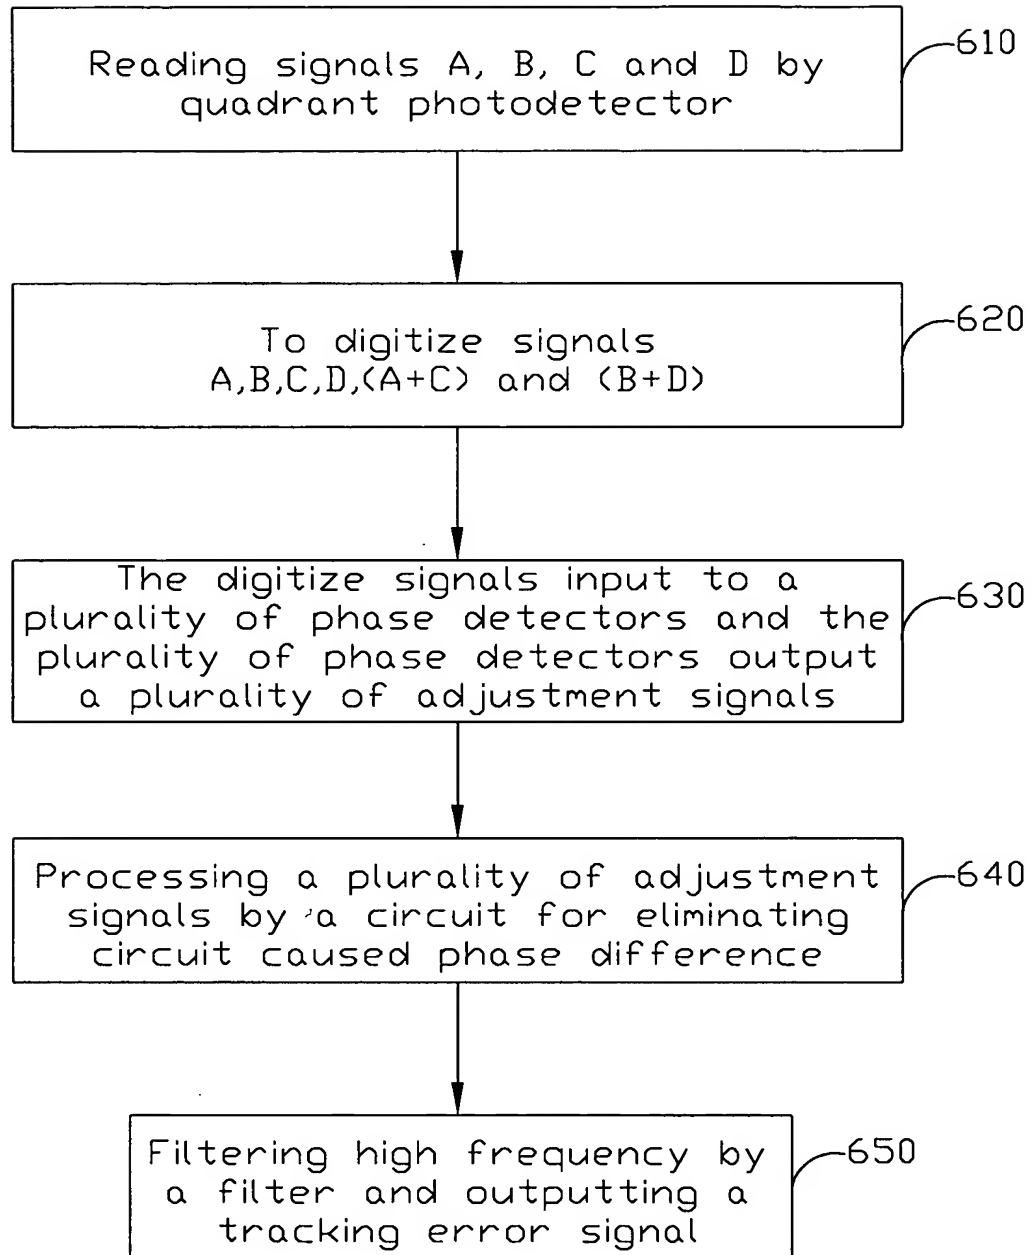 Reading signals A, B, C and D by
quadrant photodetector
610
To digitize signals
A,B,C,D,(A+C) and (B+D)
620
The digitize signals input to a
plurality of phase detectors and the
plurality of phase detectors output
a plurality of adjustment signals
630
Processing a plurality of adjustment
signals by a circuit for eliminating
circuit caused phase difference
640
Filtering high frequency by
a filter and outputting a
tracking error signal
650